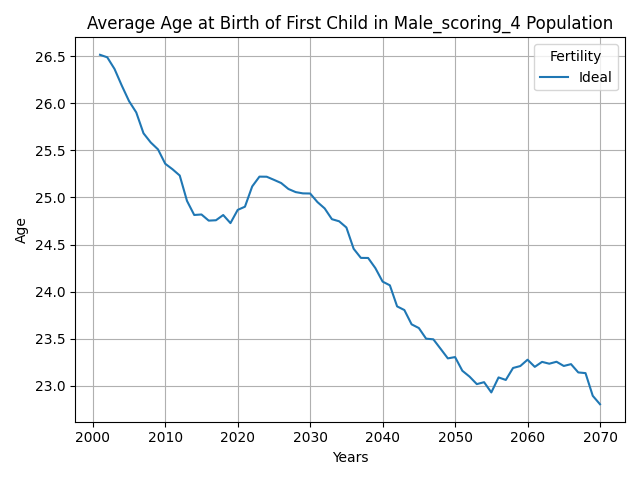 Average Age at Birth of First Child in Male_scoring_4 Population
Fertility
Ideal
Age
26.5
26.0
25.5
25.0
24.5
24.0
23.5
23.0
2000 2010 2020 2030 2040 2050 2060 2070
Years